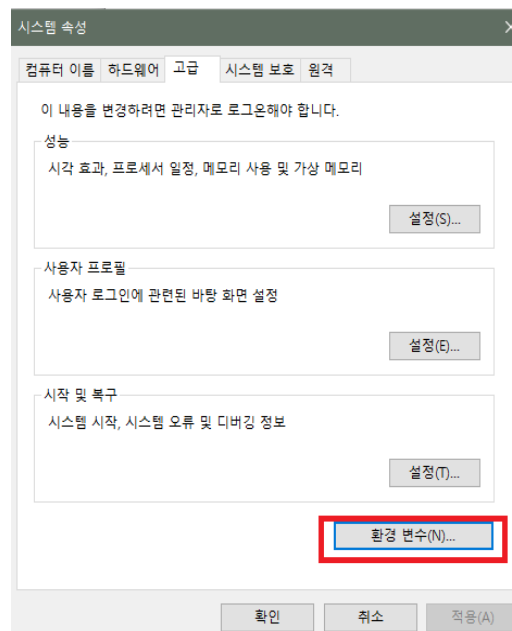 시스템 속성
컴퓨터 이름 하드웨어 고급 시스템 보호 원격
이 내용을 변경하려면 관리자로 로그온해야 합니다.
성능
시각 효과, 프로세서 일정, 메모리 사용 및 가상 메모리
설정(S)...
사용자 프로필
사용자 로그인에 관련된 바탕 화면 설정
설정(E)...
시작 및 복구
시스템 시작, 시스템 오류 및 디버깅 정보
설정(T)...
환경 변수(N)...
확인 취소 적용(A)